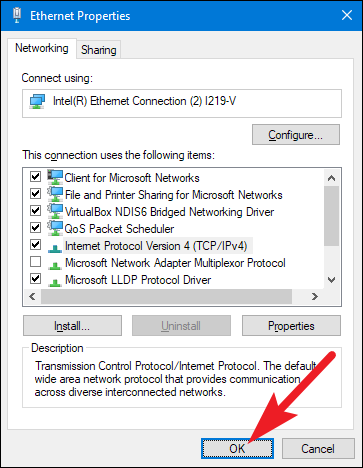 Ethernet Properties
Networking
Sharing
Connect using:
Intel(R) Ethernet Connection (2) I219-V
Configure...
This connection uses the following items:
Client for Microsoft Networks
File and Printer Sharing for Microsoft Networks
VirtualBox NDIS6 Bridged Networking Driver
QoS Packet Scheduler
Internet Protocol Version 4 (TCP/IPv4)
Microsoft Network Adapter Multiplexor Protocol
Microsoft LLDP Protocol Driver
Install...
Uninstall
Properties
Description
Transmission Control Protocol/Internet Protocol. The default
wide area network protocol that provides communication
across diverse interconnected networks.
OK
Cancel